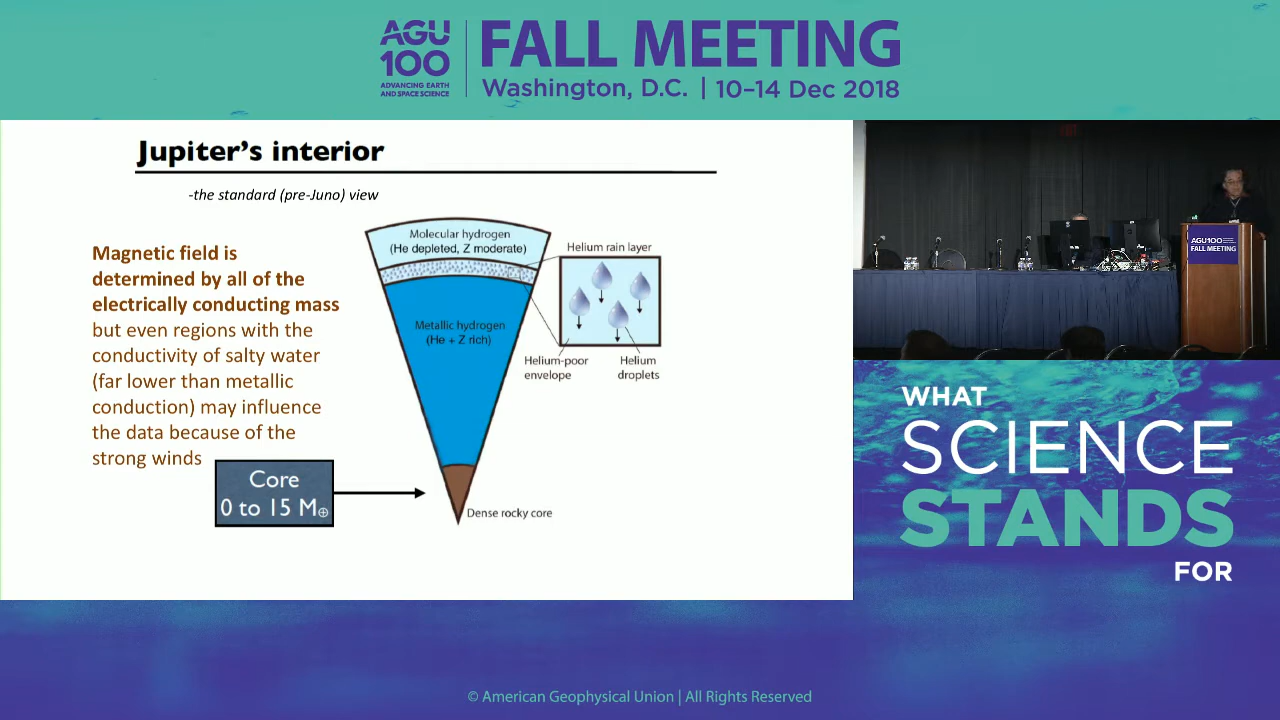 AGU
100
ADVANCING EARTH
AND SPACE SCIENCE
FALL MEETING
Washington, D.C. | 10–14 Dec 2018
Jupiter's interior
-the standard (pre-Juno) view
Magnetic field is
determined by all of the
electrically conducting mass
but even regions with the
conductivity of salty water
(far lower than metallic
conduction) may influence
the data because of the
strong winds
Core
0 to 15 M⊕
Molecular hydrogen
(He depleted, Z moderate)
Metallic hydrogen
(He + Z rich)
Dense rocky core
Helium rain layer
Helium-poor
envelope
Helium
droplets
AGU100
FALL MEETING
WHAT
SCIENCE
STANDS
FOR
© American Geophysical Union | All Rights Reserved